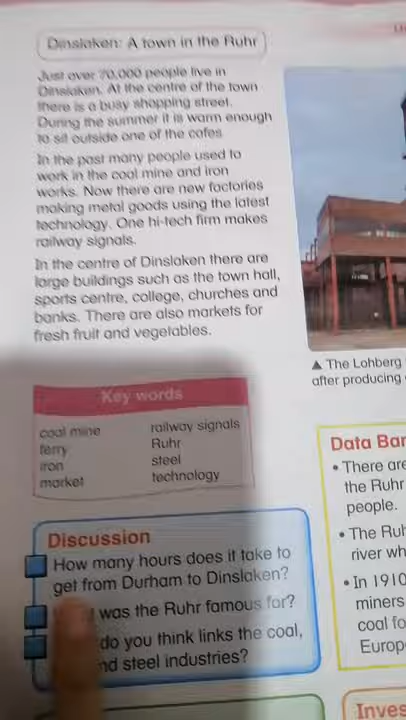 Dinslaken: A town in the Ruhr
Just over 70,000 people live in
Dinslaken. At the centre of the town
there is a busy shopping street.
During the summer it is warm enough
to sit outside one of the cafes
In the past many people used to
work in the coal mine and iron
works. Now there are new factories
making metal goods using the latest
technology. One hi-tech firm makes
railway signals.
In the centre of Dinslaken there are
large buildings such as the town hall,
sports centre, college, churches and
banks. There are also markets for
fresh fruit and vegetables.
▲ The Lohberg
after producing
Key words
coal mine
ferry
iron
market
railway signals
Ruhr
steel
technology
Discussion
How many hours does it take to
get from Durham to Dinslaken?
was the Ruhr famous for?
do you think links the coal,
and steel industries?
Data Bar
• There are
the Ruhr
people.
• The Ruh
river wh
• In 1910
miners
coal fo
Europ
Inves